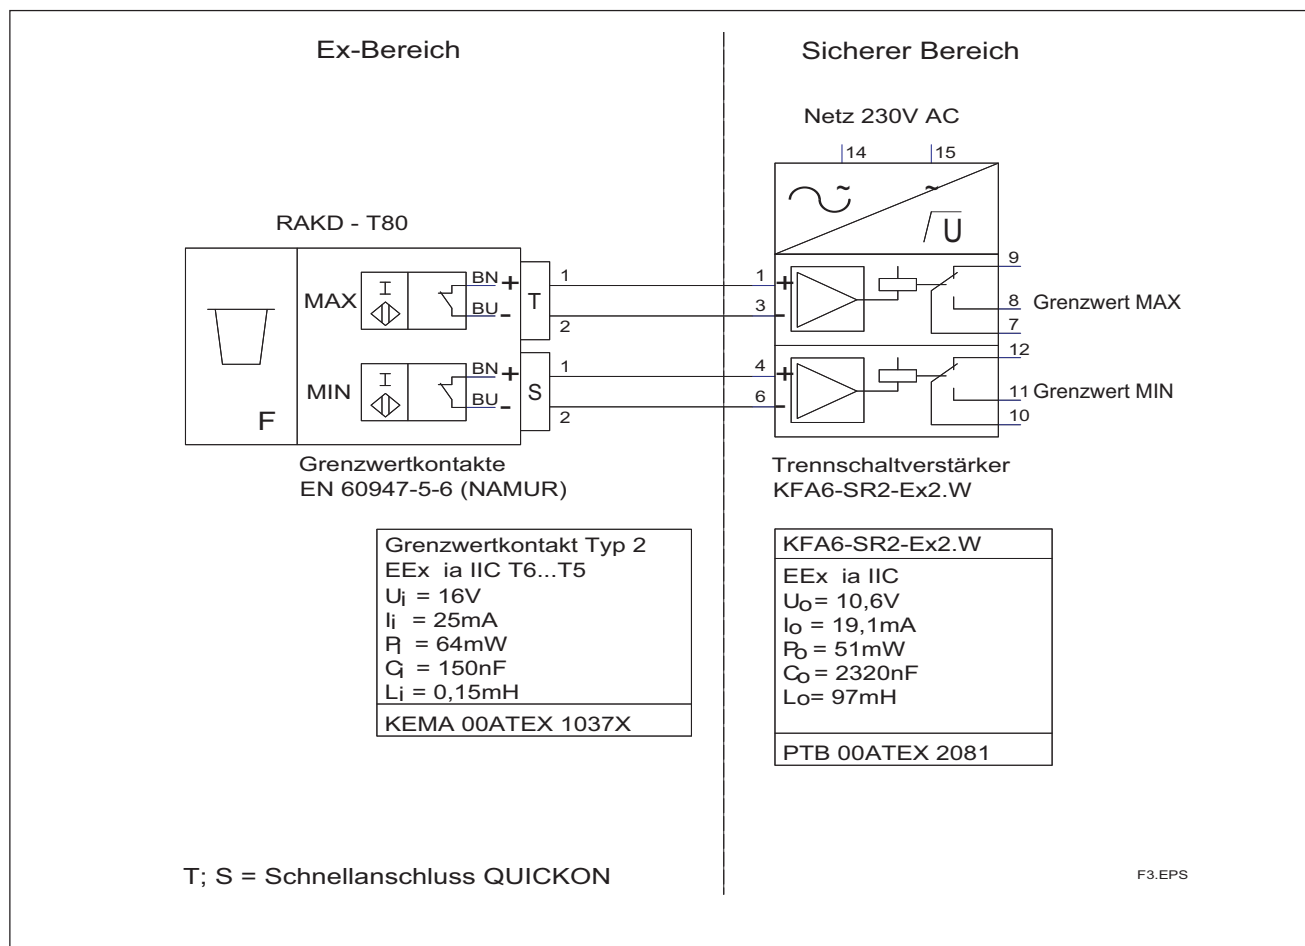 Ex-Bereich
Sicherer Bereich
Netz 230V AC
14 15
~ ~
U
RAKD - T80
MAX
I
BN +
BU -
T
1
2
MIN
I
BN +
BU -
S
1
2
F
1 +
3 -
4 +
6 -
9
8 Grenzwert MAX
7
12
11 Grenzwert MIN
10
Grenzwertkontakte
EN 60947-5-6 (NAMUR)
Trennschaltverstärker
KFA6-SR2-Ex2.W
Grenzwertkontakt Typ 2
EEx ia IIC T6...T5
Ui = 16V
Ii = 25mA
Pi = 64mW
Ci = 150nF
Li = 0,15mH
KEMA 00ATEX 1037X
KFA6-SR2-Ex2.W
EEx ia IIC
Uo= 10,6V
Io = 19,1mA
Po = 51mW
Co = 2320nF
Lo= 97mH
PTB 00ATEX 2081
T; S = Schnellanschluss QUICKON
F3.EPS